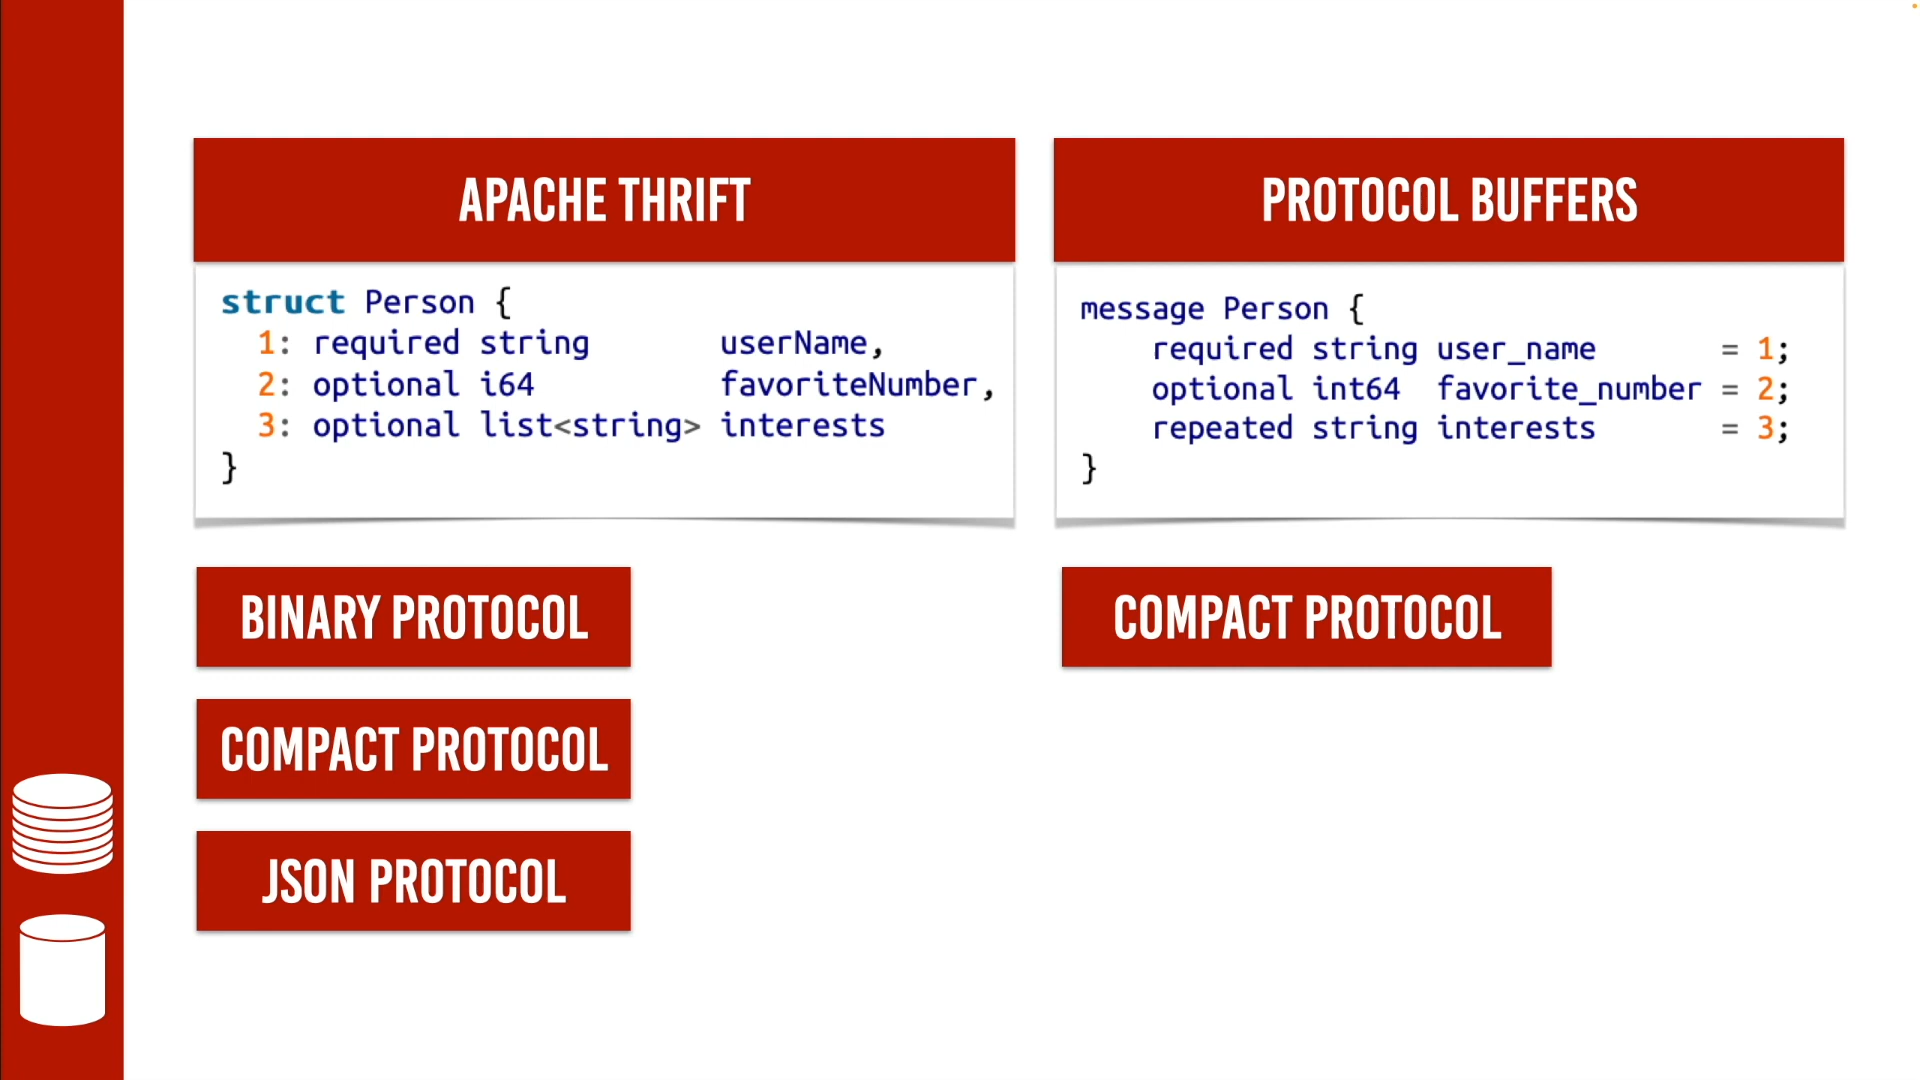 APACHE THRIFT
struct Person {
1: required string userName,
2: optional i64 favoriteNumber,
3: optional list<string> interests
}
BINARY PROTOCOL
COMPACT PROTOCOL
JSON PROTOCOL
PROTOCOL BUFFERS
message Person {
required string user_name = 1;
optional int64 favorite_number = 2;
repeated string interests = 3;
}
COMPACT PROTOCOL